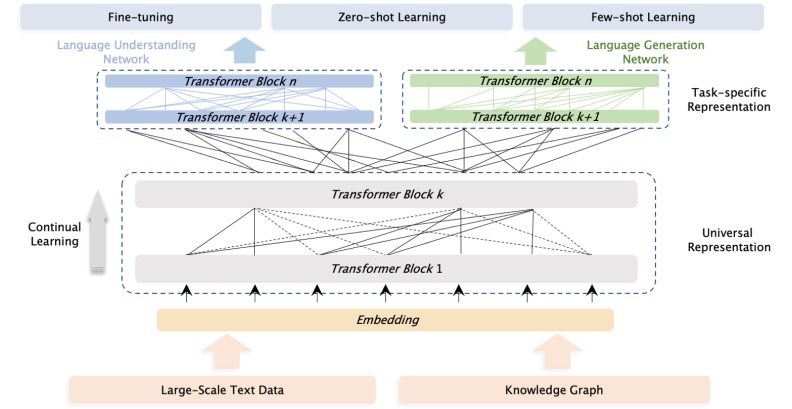 Fine-tuning
Zero-shot Learning
Few-shot Learning
Language Understanding
Network
Language Generation
Network
Transformer Block n
Transformer Block n
Transformer Block k+1
Transformer Block k+1
Task-specific
Representation
Transformer Block k
Continual
Learning
Universal
Representation
Transformer Block 1
Embedding
Large-Scale Text Data
Knowledge Graph